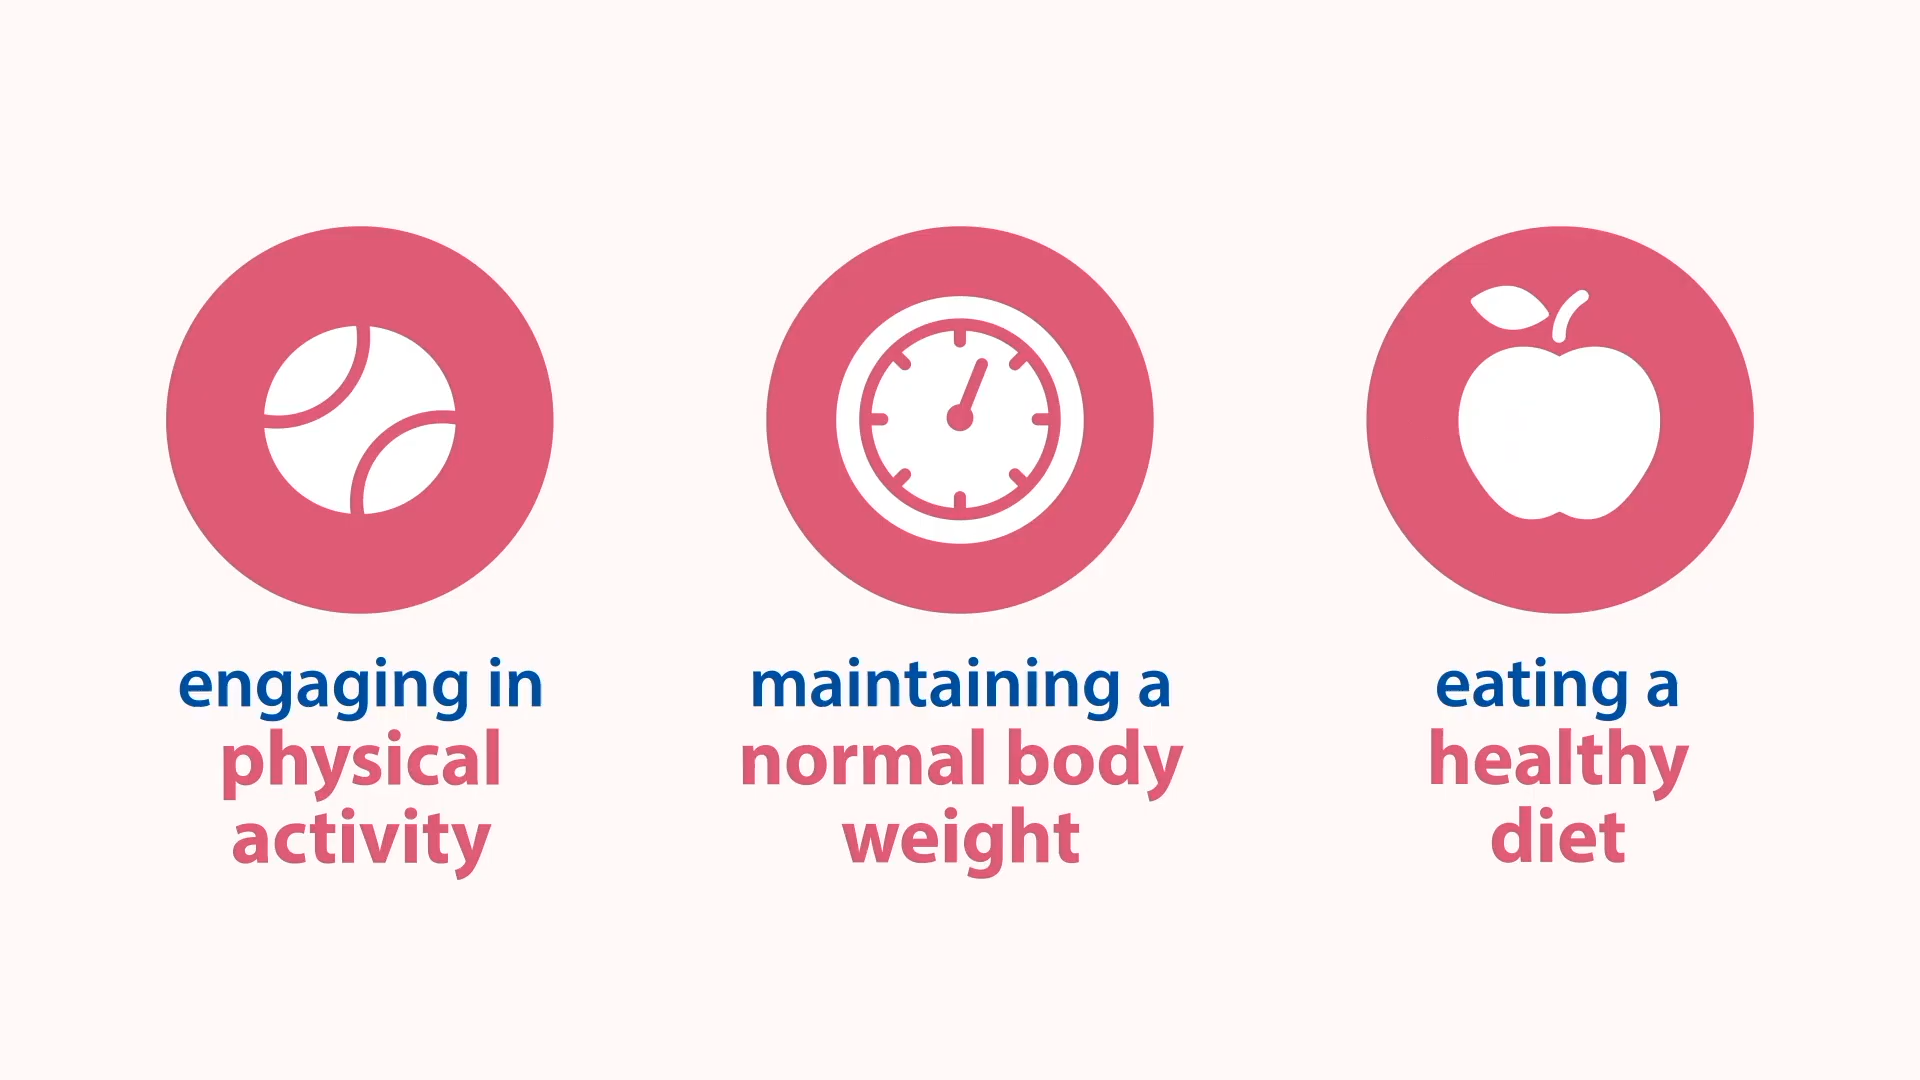 engaging in
physical
activity
maintaining a
normal body
weight
eating a
healthy
diet